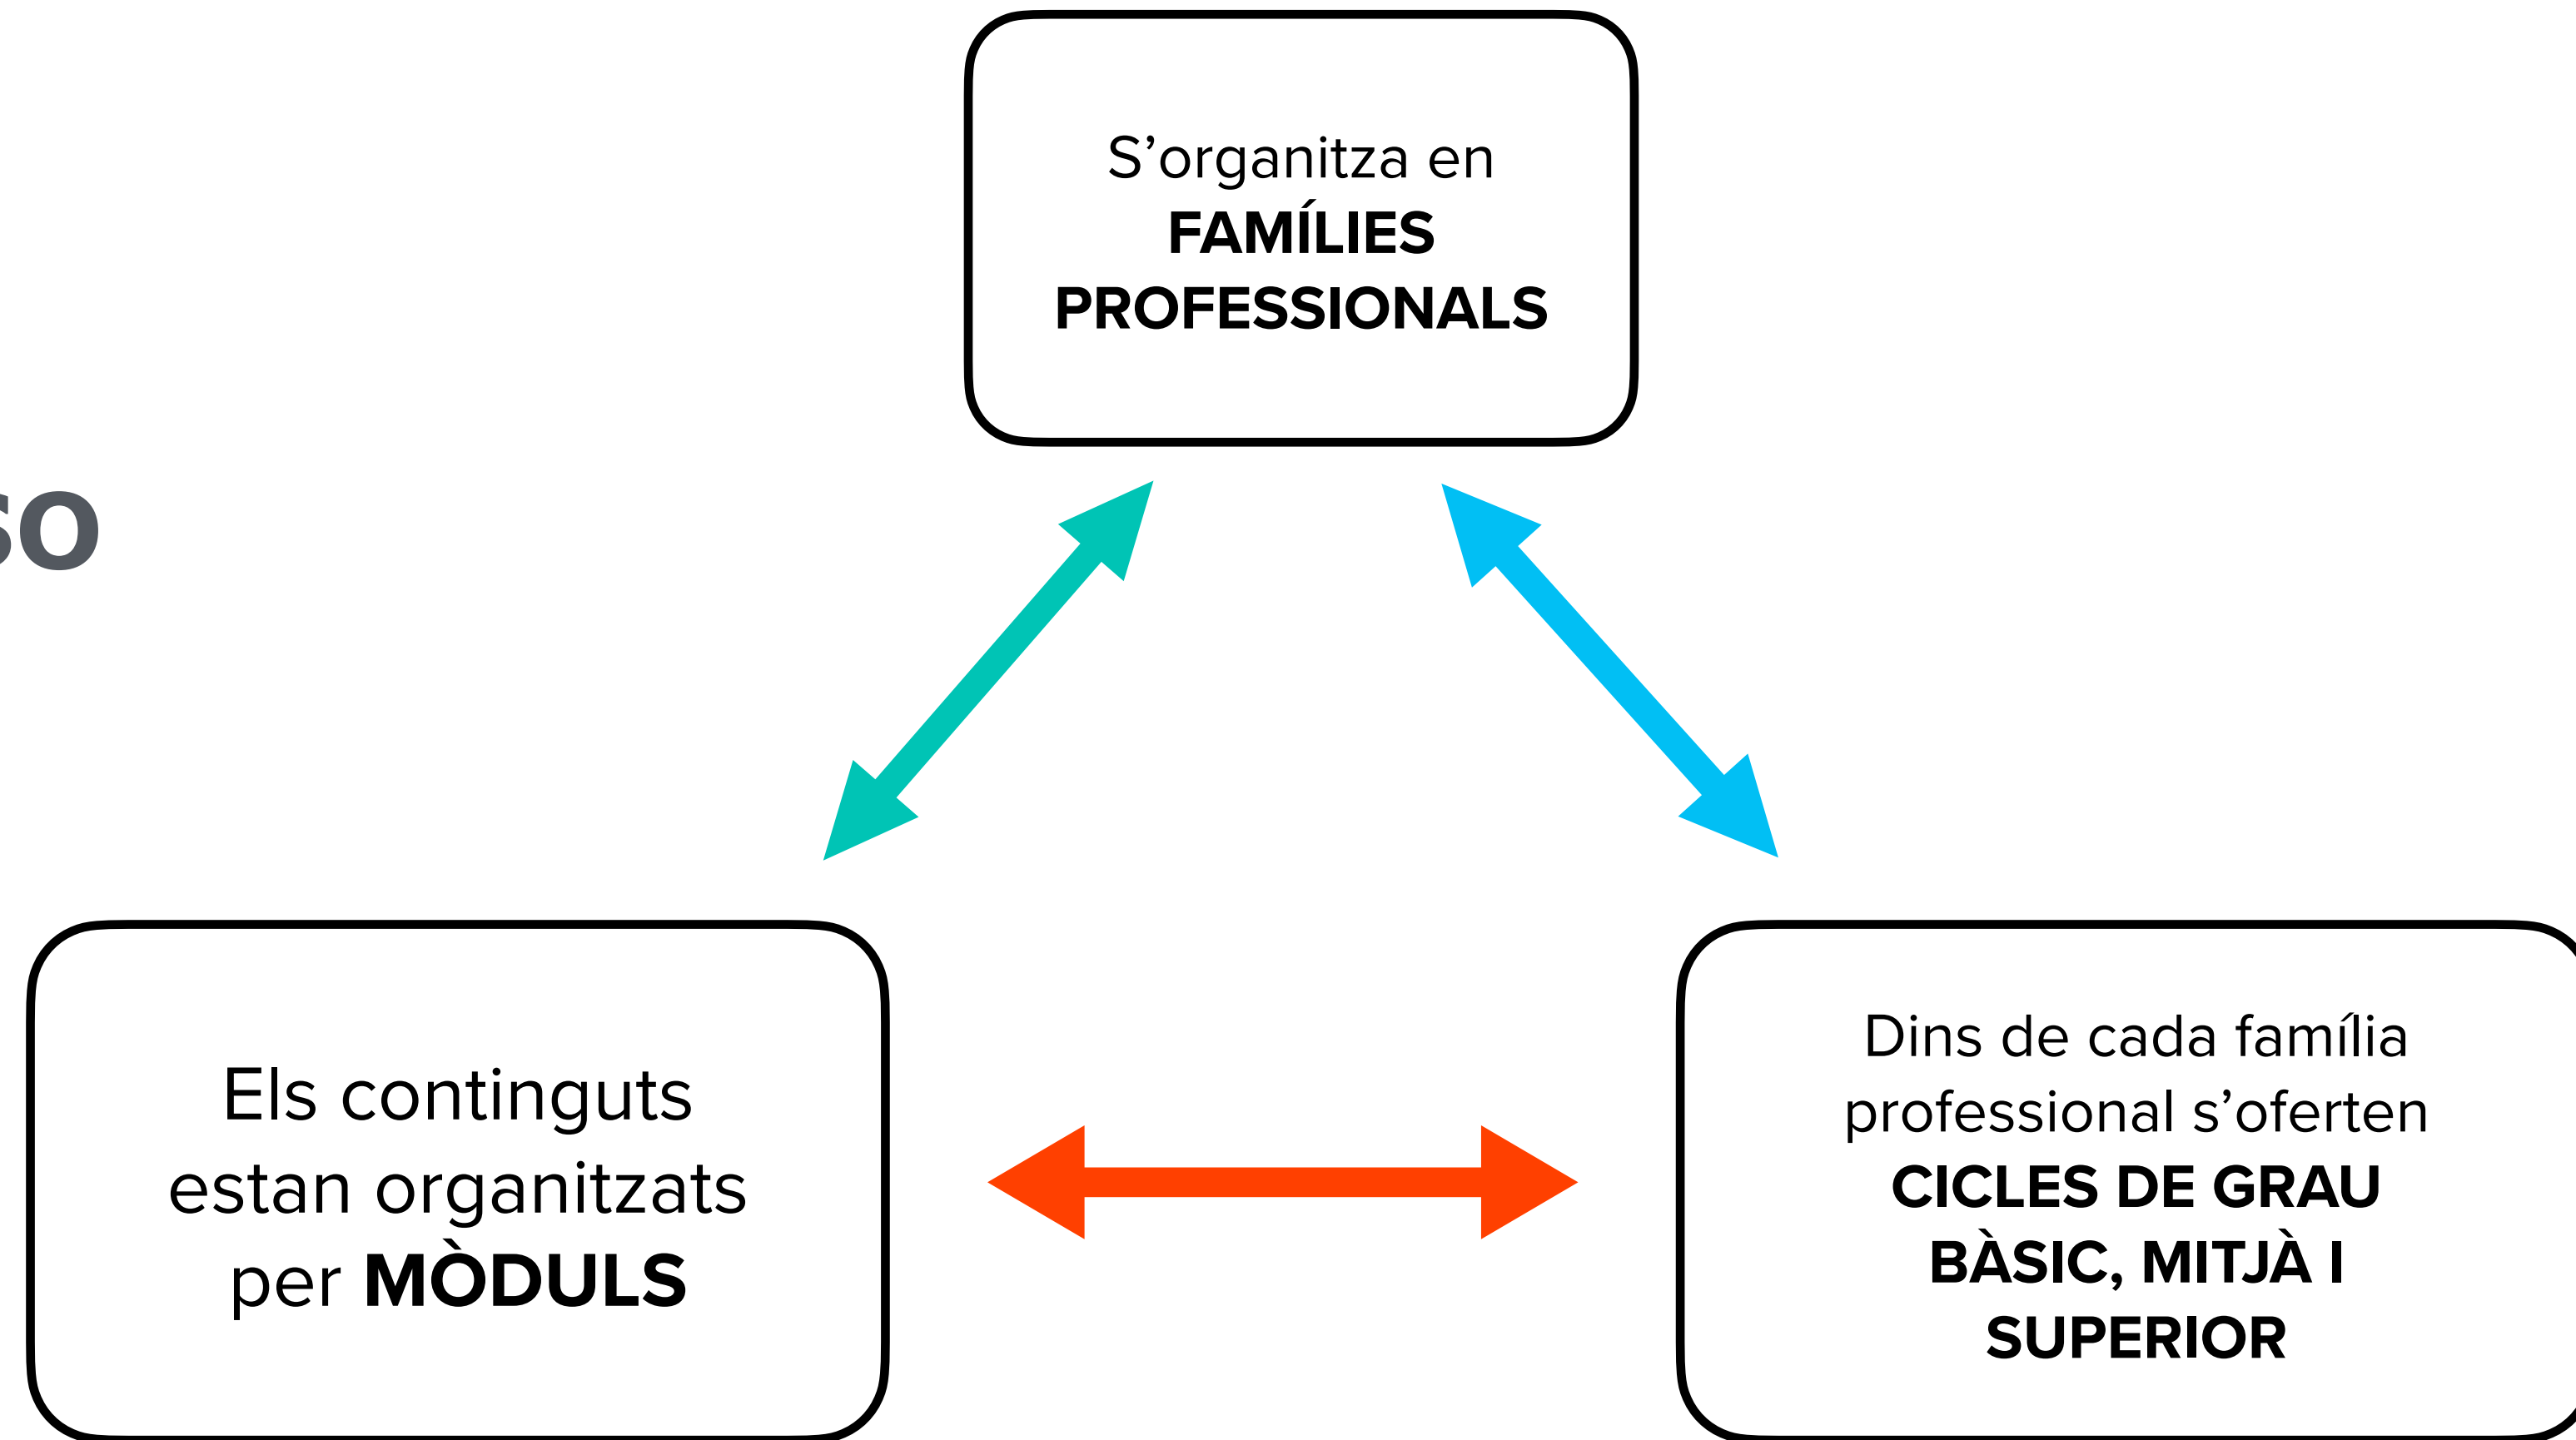 S’organitza en
FAMÍLIES
PROFESSIONALS
Els continguts
estan organitzats
per MÒDULS
Dins de cada família
professional s’oferten
CICLES DE GRAU
BÀSIC, MITJÀ I
SUPERIOR